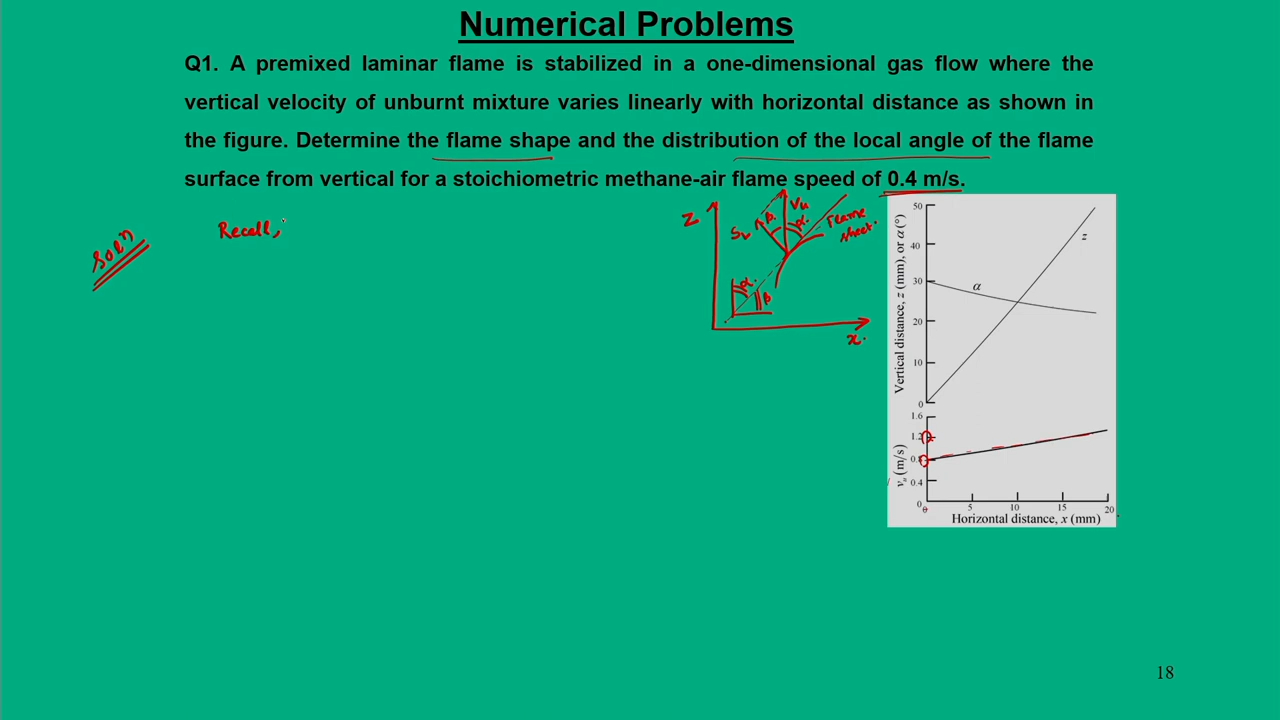 Numerical Problems
Q1. A premixed laminar flame is stabilized in a one-dimensional gas flow where the
vertical velocity of unburnt mixture varies linearly with horizontal distance as shown in
the figure. Determine the flame shape and the distribution of the local angle of the flame
surface from vertical for a stoichiometric methane-air flame speed of 0.4 m/s.
Sol'n
Recall,
Z
S_L
β
V_u
α
Flame
sheet.
α
β
x
Vertical distance, z (mm), or α (°)
50
40
30
20
10
0
z
α
v_u (m/s)
1.6
1.2
0.8
0.4
0
0 5 10 15 20
Horizontal distance, x (mm)
18